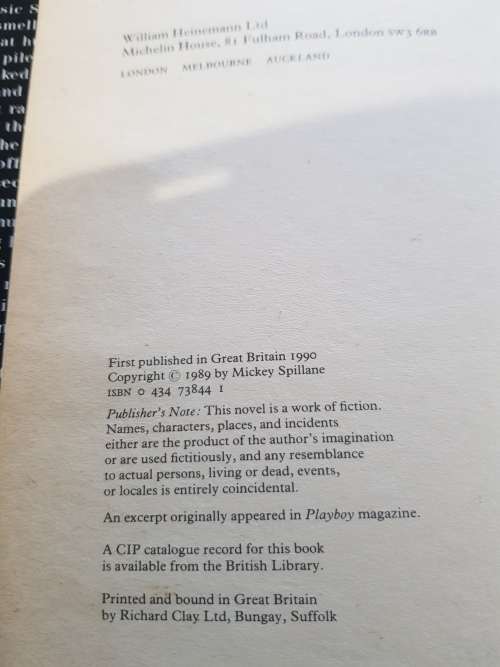 William Heinemann Ltd
Michelin House, 81 Fulham Road, London SW3 6RB
LONDON MELBOURNE AUCKLAND
First published in Great Britain 1990
Copyright © 1989 by Mickey Spillane
ISBN 0 434 73844 1
Publisher's Note: This novel is a work of fiction.
Names, characters, places, and incidents
either are the product of the author's imagination
or are used fictitiously, and any resemblance
to actual persons, living or dead, events,
or locales is entirely coincidental.
An excerpt originally appeared in Playboy magazine.
A CIP catalogue record for this book
is available from the British Library.
Printed and bound in Great Britain
by Richard Clay Ltd, Bungay, Suffolk